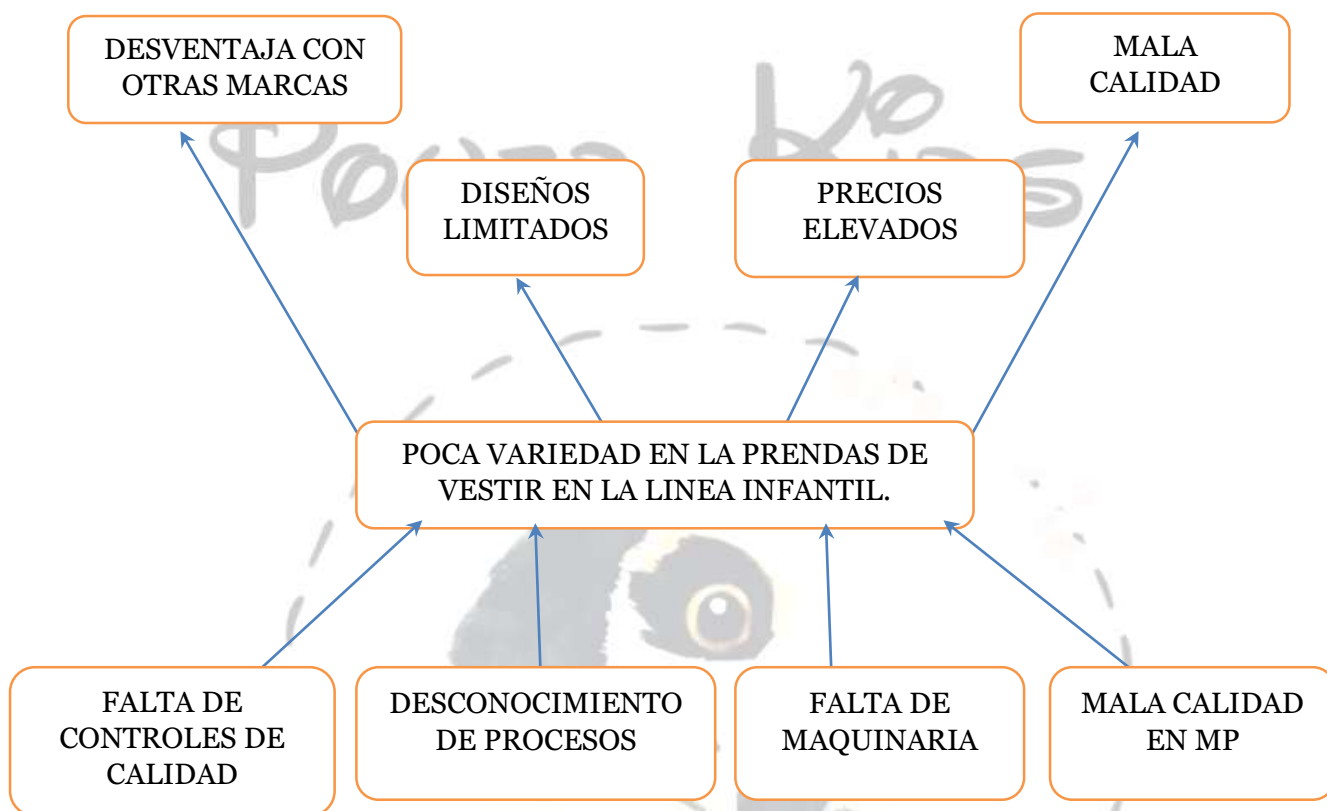 DESVENTAJA CON
OTRAS MARCAS
MALA
CALIDAD
DISEÑOS
LIMITADOS
PRECIOS
ELEVADOS
POCA VARIEDAD EN LA PRENDAS DE
VESTIR EN LA LINEA INFANTIL.
FALTA DE
CONTROLES DE
CALIDAD
DESCONOCIMIENTO
DE PROCESOS
FALTA DE
MAQUINARIA
MALA CALIDAD
EN MP